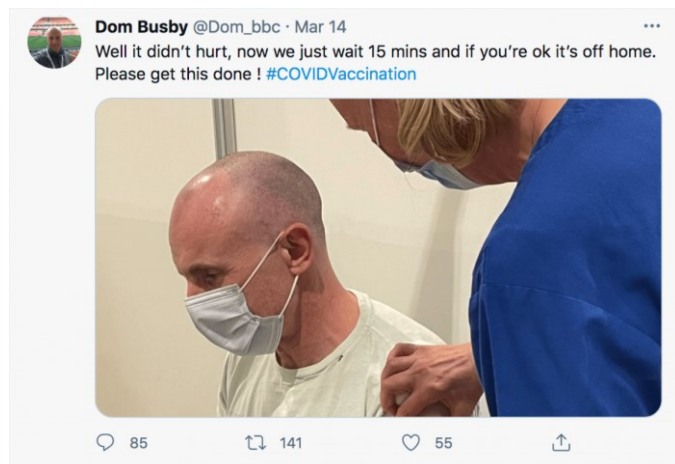 Dom Busby @Dom_bbc · Mar 14
Well it didn’t hurt, now we just wait 15 mins and if you’re ok it’s off home.
Please get this done ! #COVIDVaccination
85 141 55